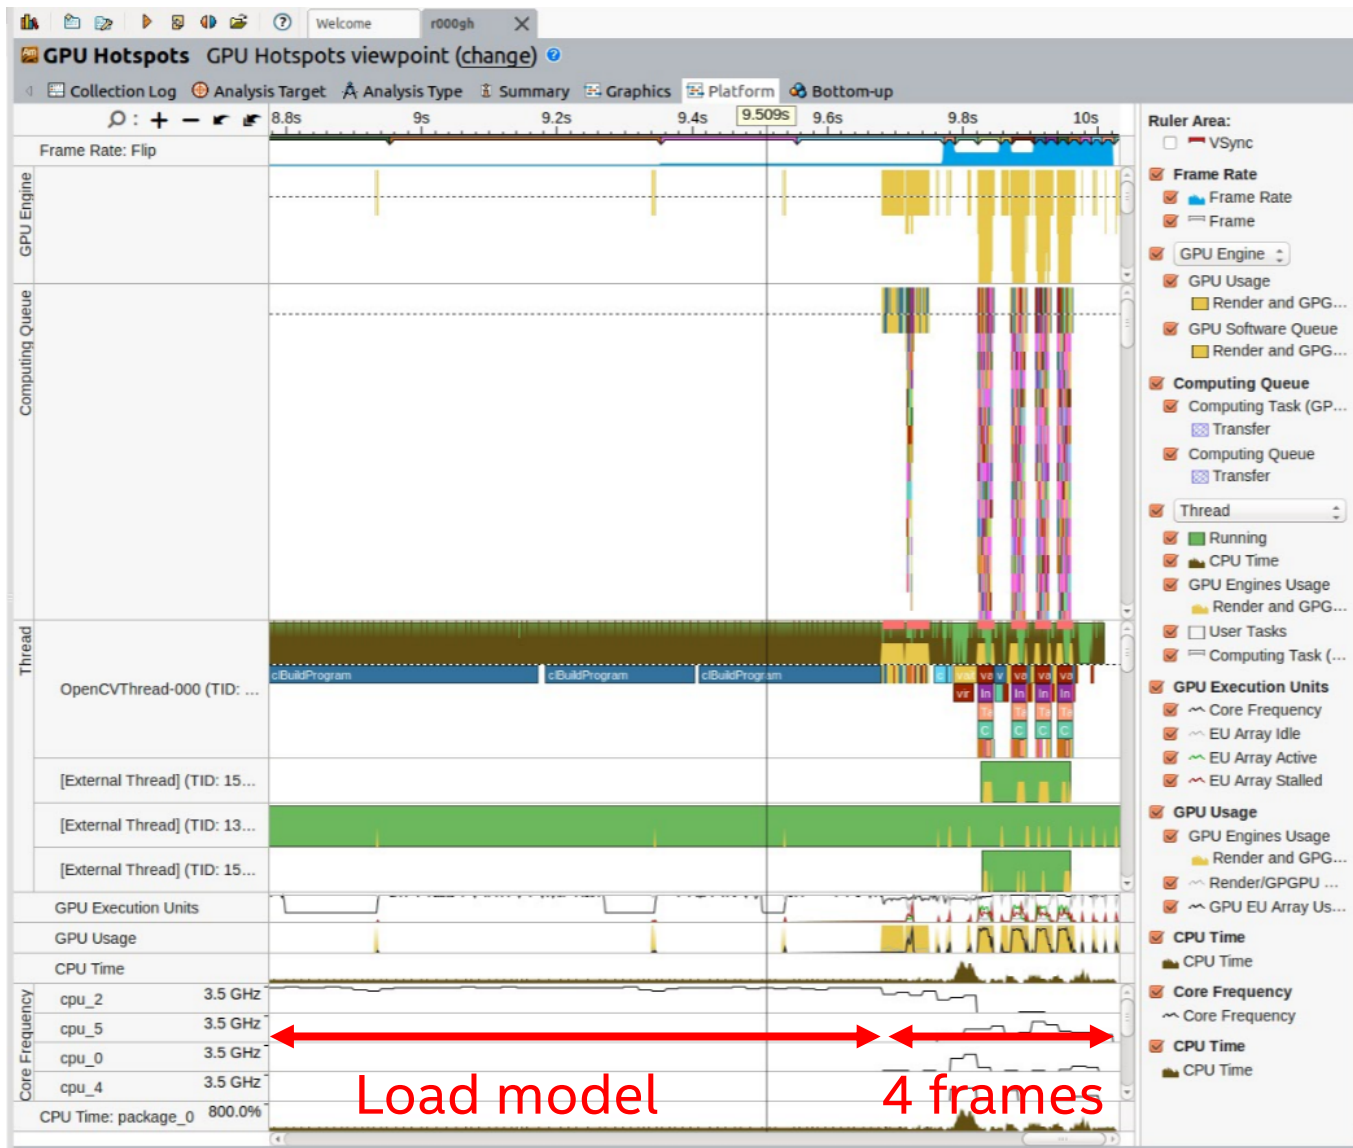 Welcome
r000gh
GPU Hotspots GPU Hotspots viewpoint (change)
Collection Log Analysis Target Analysis Type Summary Graphics Platform Bottom-up
8.8s 9s 9.2s 9.4s 9.509s 9.6s 9.8s 10s
Frame Rate: Flip
GPU Engine
Computing Queue
Thread
clBuildProgram clBuildProgram clBuildProgram
OpenCVThread-000 (TID: ...
[External Thread] (TID: 15...
[External Thread] (TID: 13...
[External Thread] (TID: 15...
GPU Execution Units
GPU Usage
CPU Time
Core Frequency
cpu_2 3.5 GHz
cpu_5 3.5 GHz
cpu_0 3.5 GHz
cpu_4 3.5 GHz
CPU Time: package_0 800.0%
Load model
4 frames
Ruler Area:
VSync
Frame Rate
Frame Rate
Frame
GPU Engine
GPU Usage
Render and GPG...
GPU Software Queue
Render and GPG...
Computing Queue
Computing Task (GP...
Transfer
Computing Queue
Transfer
Thread
Running
CPU Time
GPU Engines Usage
Render and GPG...
User Tasks
Computing Task (...
GPU Execution Units
Core Frequency
EU Array Idle
EU Array Active
EU Array Stalled
GPU Usage
GPU Engines Usage
Render and GPG...
Render/GPGPU ...
GPU EU Array Us...
CPU Time
CPU Time
Core Frequency
Core Frequency
CPU Time
CPU Time